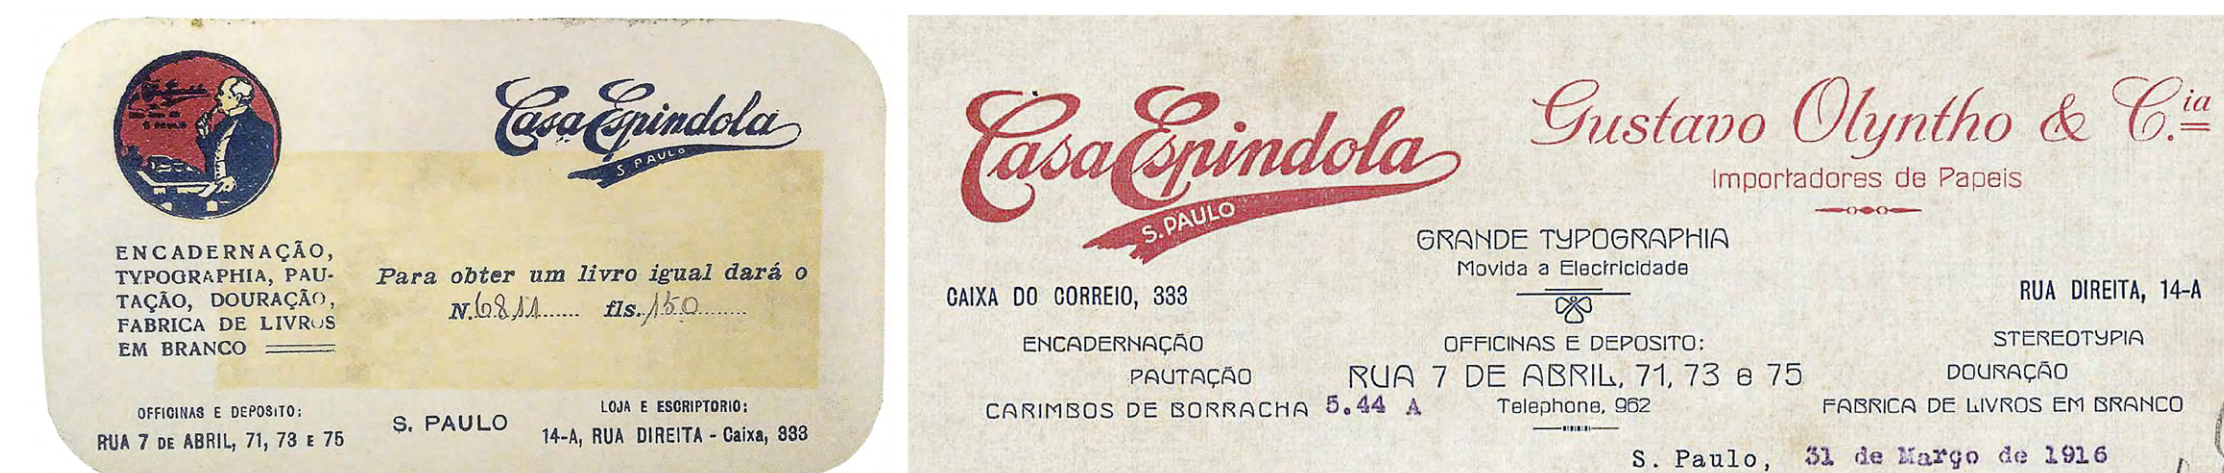 Casa Espindola
S. PAULO
ENCADERNAÇÃO,
TYPOGRAPHIA, PAU-
TAÇÃO, DOURAÇÃO,
FABRICA DE LIVROS
EM BRANCO
Para obter um livro igual dará o
N. 6811 fls. 150
OFFICINAS E DEPOSITO:
RUA 7 DE ABRIL, 71, 73 E 75
S. PAULO
LOJA E ESCRIPTORIO:
14-A, RUA DIREITA - Caixa, 333
Casa Espindola
S. PAULO
Gustavo Olyntho & C.ia
Importadores de Papeis
GRANDE TYPOGRAPHIA
Movida a Electricidade
CAIXA DO CORREIO, 333
RUA DIREITA, 14-A
ENCADERNAÇÃO
PAUTAÇÃO
CARIMBOS DE BORRACHA
5.44 A
OFFICINAS E DEPOSITO:
RUA 7 DE ABRIL, 71, 73 e 75
Telephone, 962
STEREOTYPIA
DOURAÇÃO
FABRICA DE LIVROS EM BRANCO
S. Paulo, 31 de Março de 1916